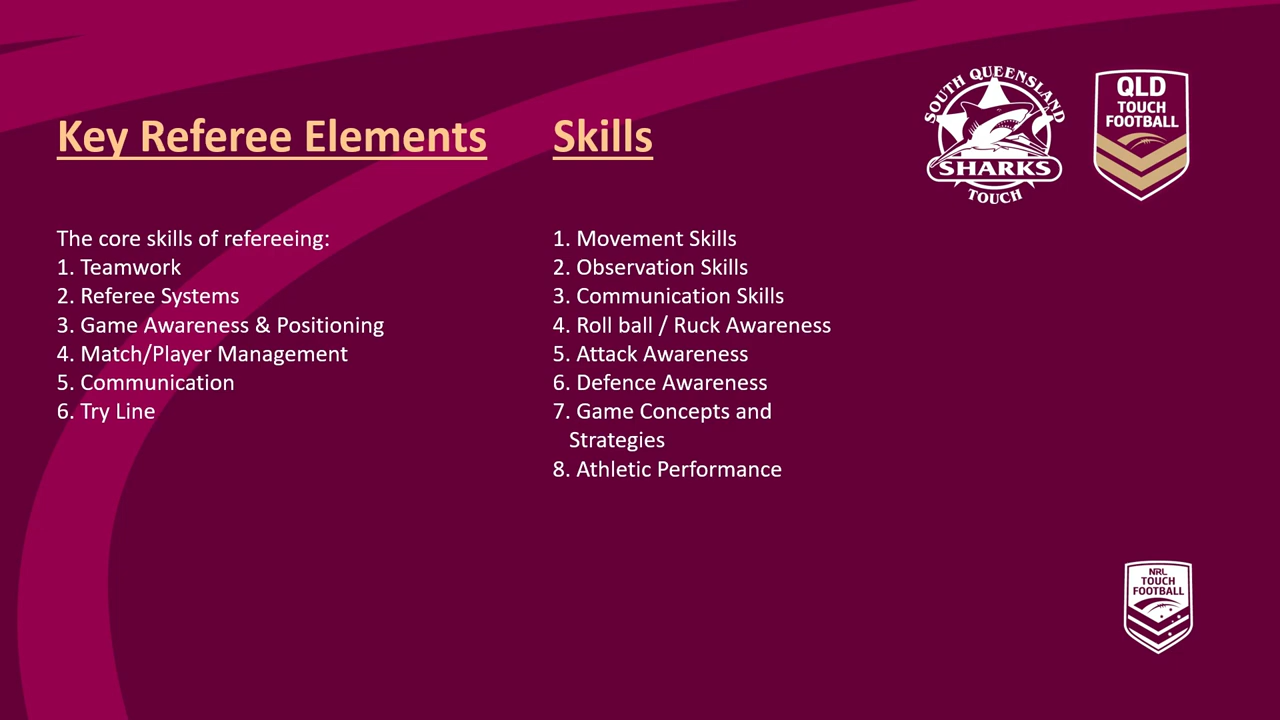 Key Referee Elements
The core skills of refereeing:
1. Teamwork
2. Referee Systems
3. Game Awareness & Positioning
4. Match/Player Management
5. Communication
6. Try Line
Skills
1. Movement Skills
2. Observation Skills
3. Communication Skills
4. Roll ball / Ruck Awareness
5. Attack Awareness
6. Defence Awareness
7. Game Concepts and
Strategies
8. Athletic Performance
SOUTH QUEENSLAND
SHARKS
TOUCH
QLD
TOUCH
FOOTBALL
NRL
TOUCH
FOOTBALL